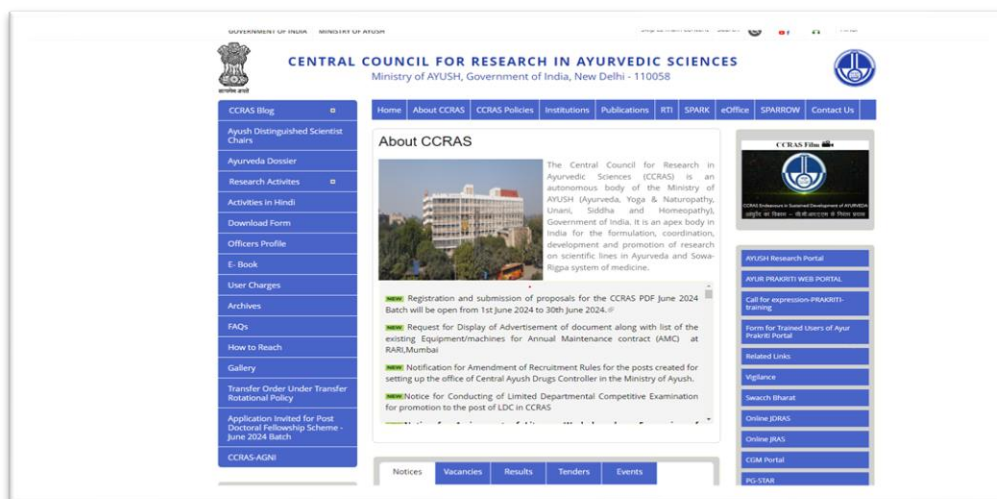 GOVERNMENT OF INDIA MINISTRY OF AYUSH
सत्यमेव जयते
CENTRAL COUNCIL FOR RESEARCH IN AYURVEDIC SCIENCES
Ministry of AYUSH, Government of India, New Delhi - 110058
Home About CCRAS CCRAS Policies Institutions Publications RTI SPARK eOffice SPARROW Contact Us
CCRAS Blog
Ayush Distinguished Scientist
Chairs
Ayurveda Dossier
Research Activites
Activities in Hindi
Download Form
Officers Profile
E- Book
User Charges
Archives
FAQs
How to Reach
Gallery
Transfer Order Under Transfer
Rotational Policy
Application Invited for Post
Doctoral Fellowship Scheme -
June 2024 Batch
CCRAS-AGNI
About CCRAS
The Central Council for Research in
Ayurvedic Sciences (CCRAS) is an
autonomous body of the Ministry of
AYUSH (Ayurveda, Yoga & Naturopathy,
Unani, Siddha and Homeopathy),
Government of India. It is an apex body in
India for the formulation, coordination,
development and promotion of research
on scientific lines in Ayurveda and Sowa-
Rigpa system of medicine.
NEW Registration and submission of proposals for the CCRAS PDF June 2024
Batch will be open from 1st June 2024 to 30th June 2024.
NEW Request for Display of Advertisement of document along with list of the
existing Equipment/machines for Annual Maintenance contract (AMC) at
RARI,Mumbai
NEW Notification for Amendment of Recruitment Rules for the posts created for
setting up the office of Central Ayush Drugs Controller in the Ministry of Ayush.
NEW Notice for Conducting of Limited Departmental Competitive Examination
for promotion to the post of LDC in CCRAS
Notices Vacancies Results Tenders Events
CCRAS Film
CCRAS Endeavours in Sustained Development of AYURVEDA
AYUSH Research Portal
AYUR PRAKRITI WEB PORTAL
Call for expression-PRAKRITI-
training
Form for Trained Users of Ayur
Prakriti Portal
Related Links
Vigilance
Swacch Bharat
Online JDRAS
Online JRAS
CGM Portal
PG-STAR